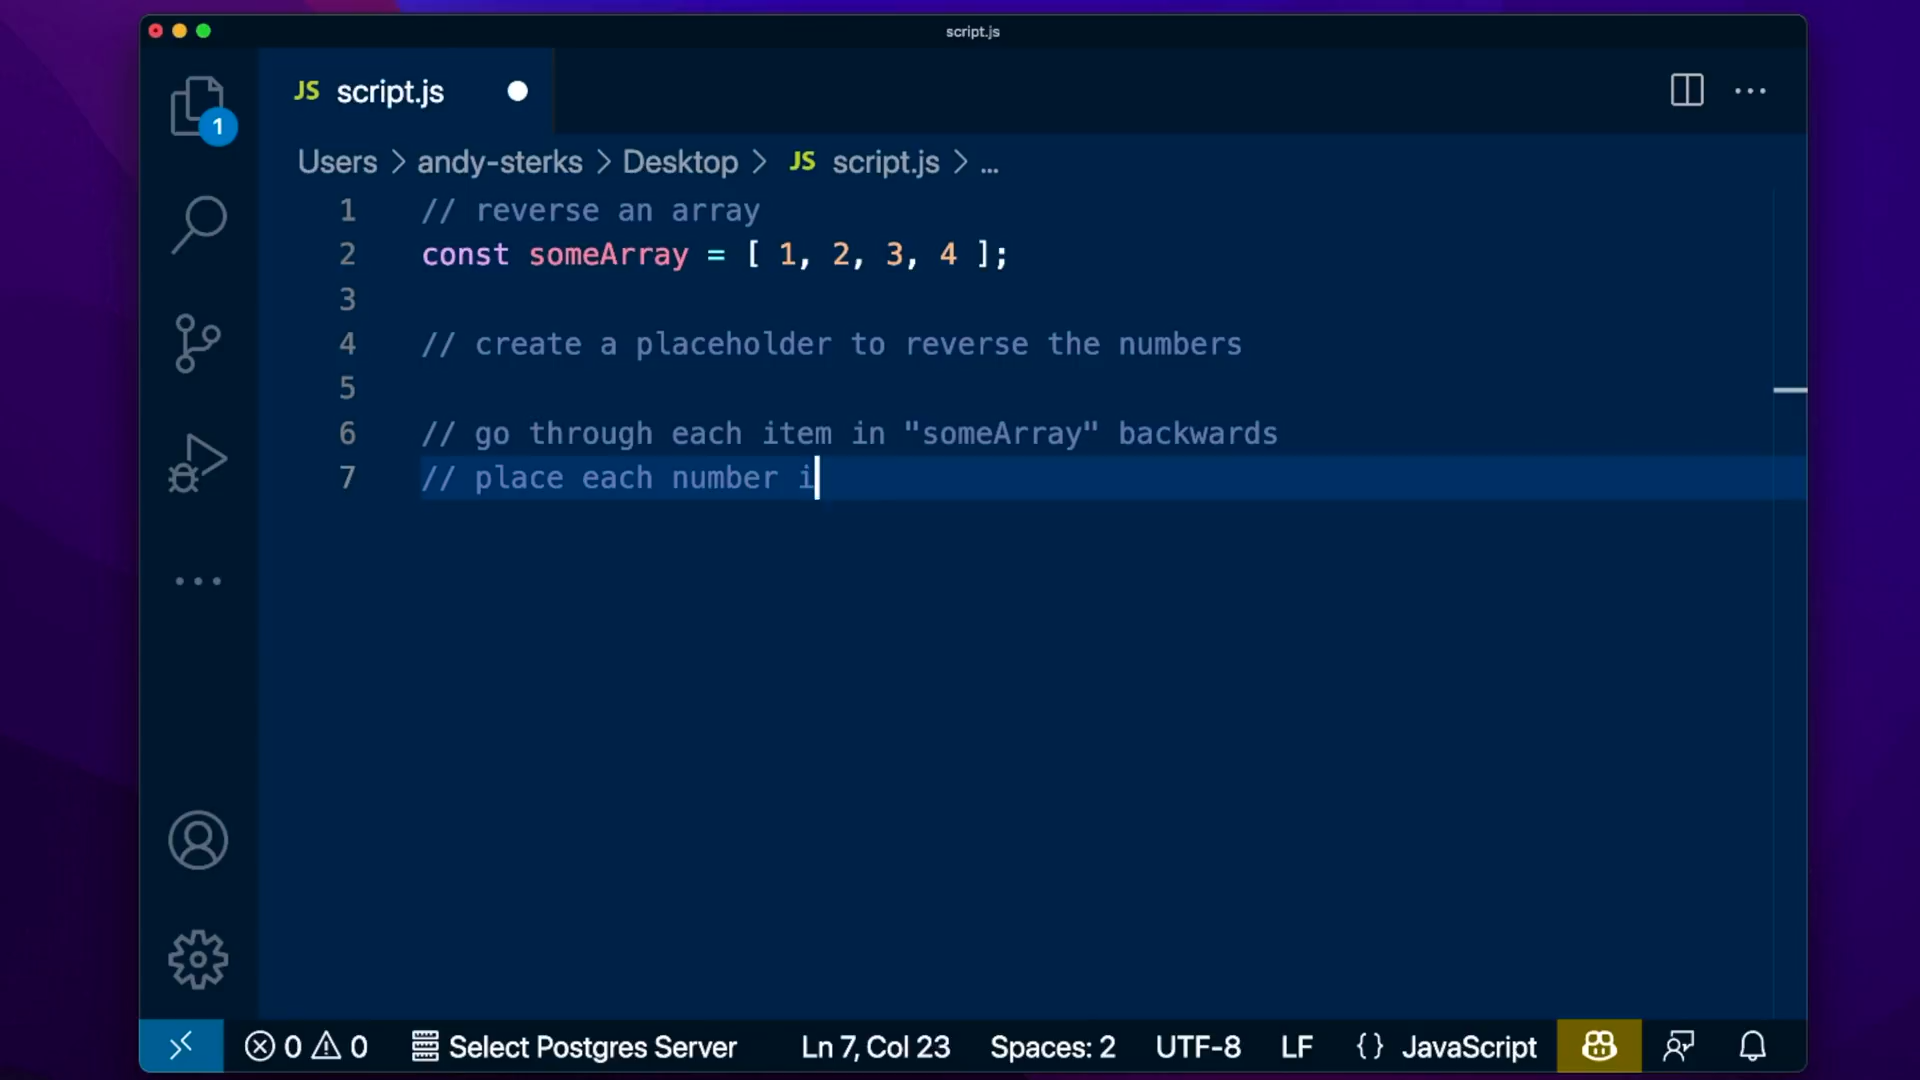 script.js
JS script.js
1
Users > andy-sterks > Desktop > JS script.js > ...
1 // reverse an array
2 const someArray = [ 1, 2, 3, 4 ];
3
4 // create a placeholder to reverse the numbers
5
6 // go through each item in "someArray" backwards
7 // place each number i
0 0 Select Postgres Server Ln 7, Col 23 Spaces: 2 UTF-8 LF {} JavaScript